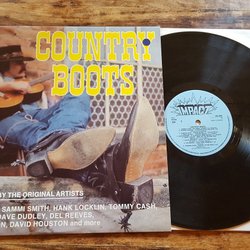 COUNTRY
BOOTS
BY THE ORIGINAL ARTISTS
SAMMI SMITH, HANK LOCKLIN, TOMMY CASH,
DAVE DUDLEY, DEL REEVES,
N, DAVID HOUSTON and more
IMPACT